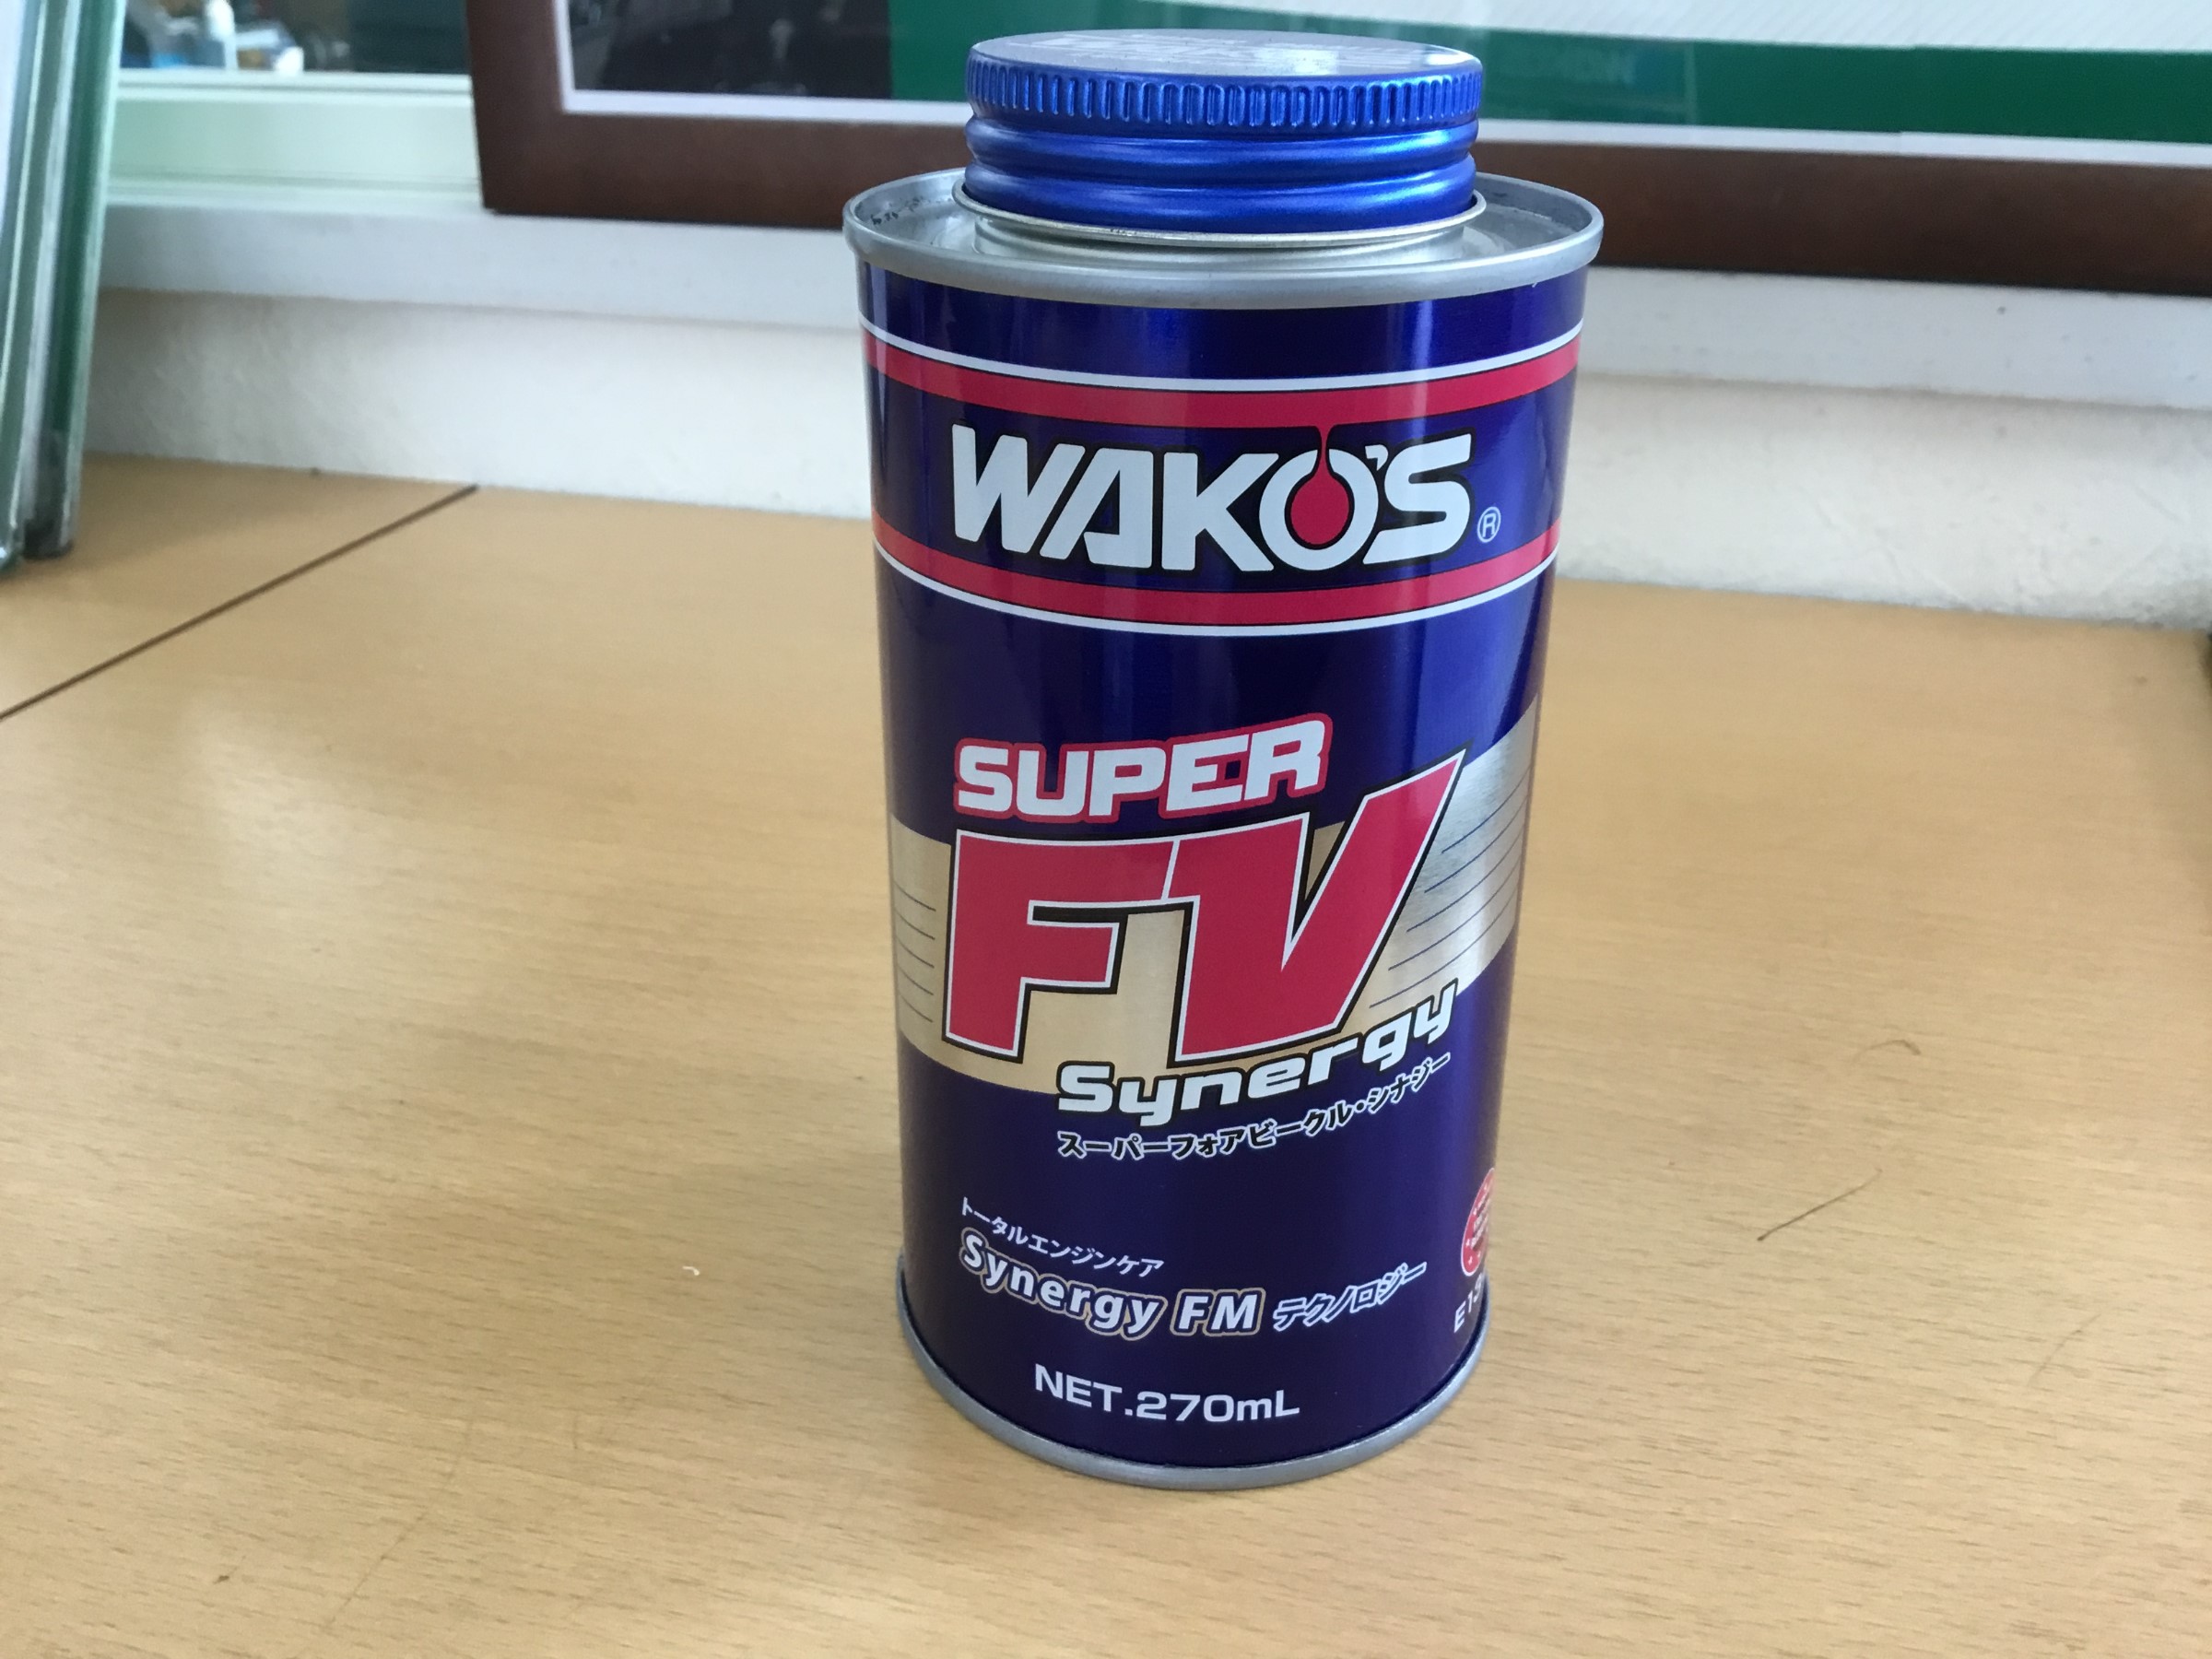 WAKO'S®
SUPER
FV
Synergy
スーパーフォアビークル・シナジー
トータルエンジンケア
Synergy FM テクノロジー
NET.270mL